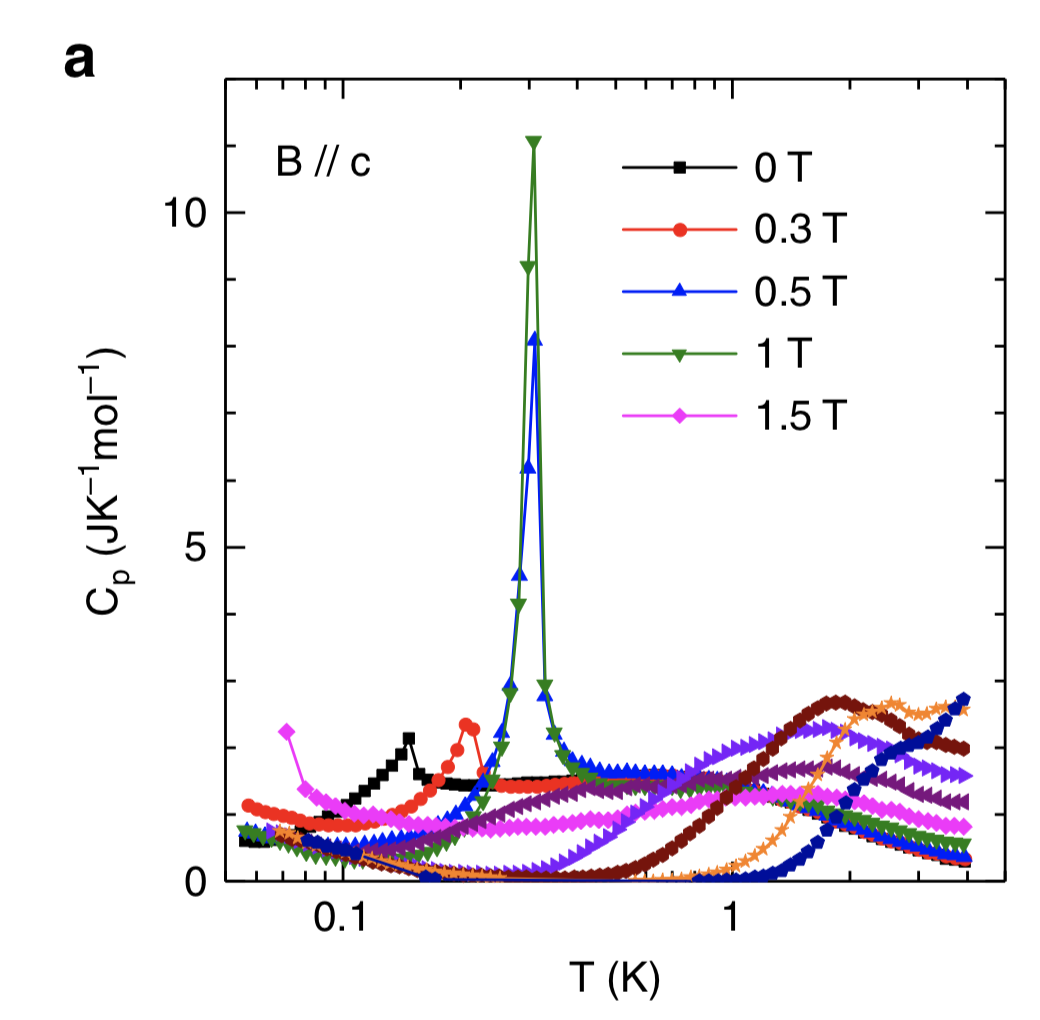 a
B // c
0 T
0.3 T
0.5 T
1 T
1.5 T
10
5
0
Cp (JK−1mol−1)
0.1
1
T (K)